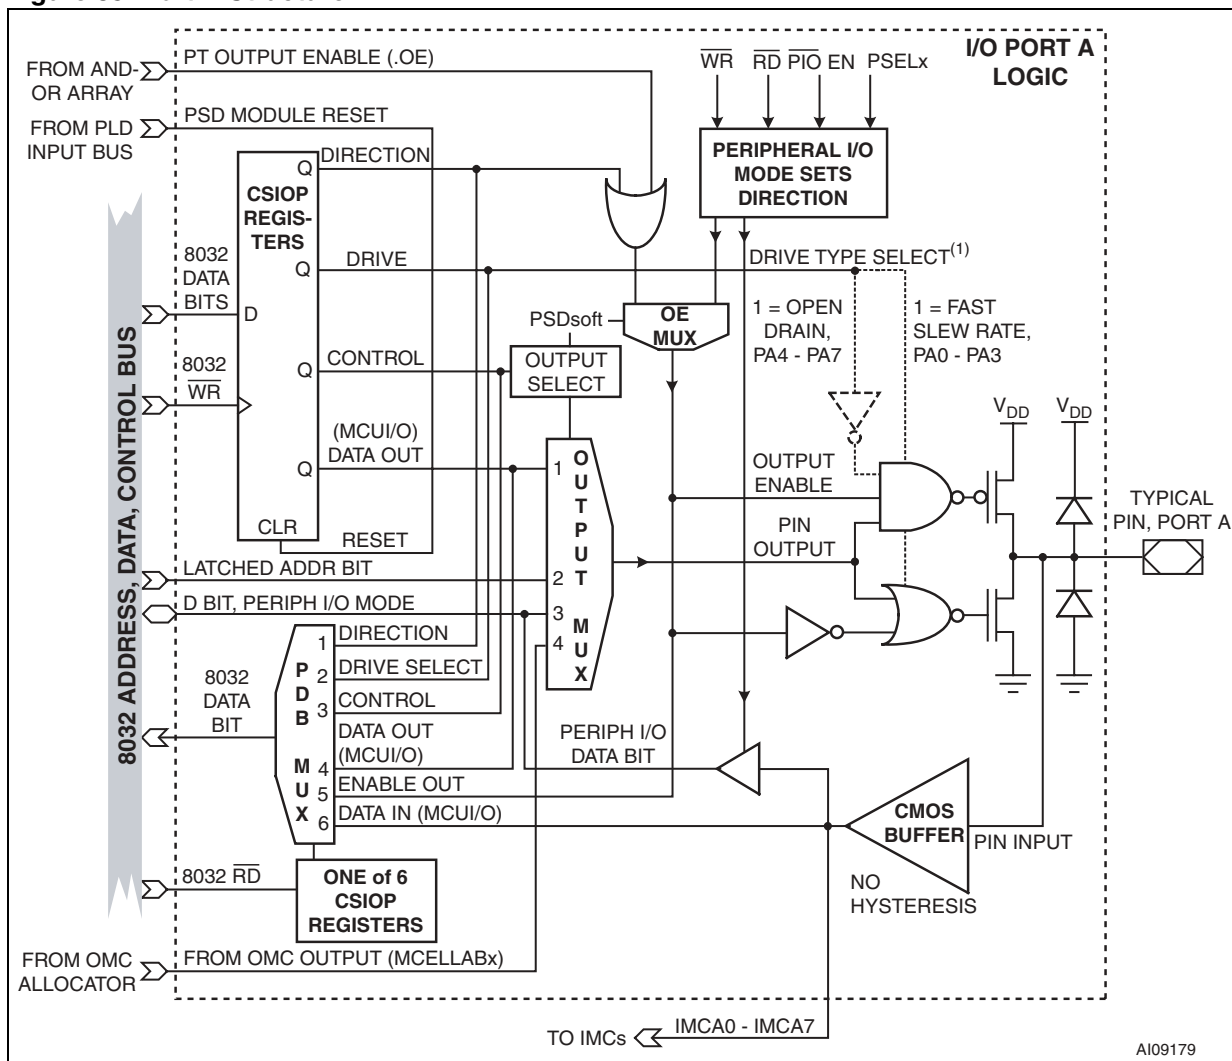 I/O PORT A
LOGIC
FROM AND-
OR ARRAY
PT OUTPUT ENABLE (.OE)
W̅R̅ R̅D̅ P̅I̅O̅ EN PSELx
FROM PLD
INPUT BUS
PSD MODULE RESET
PERIPHERAL I/O
MODE SETS
DIRECTION
DIRECTION
Q
CSIOP
REGIS-
TERS
8032
DATA
BITS
D
Q
DRIVE
DRIVE TYPE SELECT(1)
1 = OPEN
DRAIN,
PA4 - PA7
1 = FAST
SLEW RATE,
PA0 - PA3
PSDsoft
OE
MUX
8032
W̅R̅
Q
CONTROL
OUTPUT
SELECT
VDD
VDD
(MCUI/O)
DATA OUT
Q
1
2
3
4
OUTPUT MUX
OUTPUT
ENABLE
PIN
OUTPUT
TYPICAL
PIN, PORT A
CLR
RESET
8032 ADDRESS, DATA, CONTROL BUS
LATCHED ADDR BIT
D BIT, PERIPH I/O MODE
8032
DATA
BIT
PDB MUX
1 DIRECTION
2 DRIVE SELECT
3 CONTROL
DATA OUT
4 (MCUI/O)
5 ENABLE OUT
6 DATA IN (MCUI/O)
PERIPH I/O
DATA BIT
CMOS
BUFFER
PIN INPUT
NO
HYSTERESIS
8032 R̅D̅
ONE of 6
CSIOP
REGISTERS
FROM OMC
ALLOCATOR
FROM OMC OUTPUT (MCELLABx)
TO IMCs
IMCA0 - IMCA7
AI09179